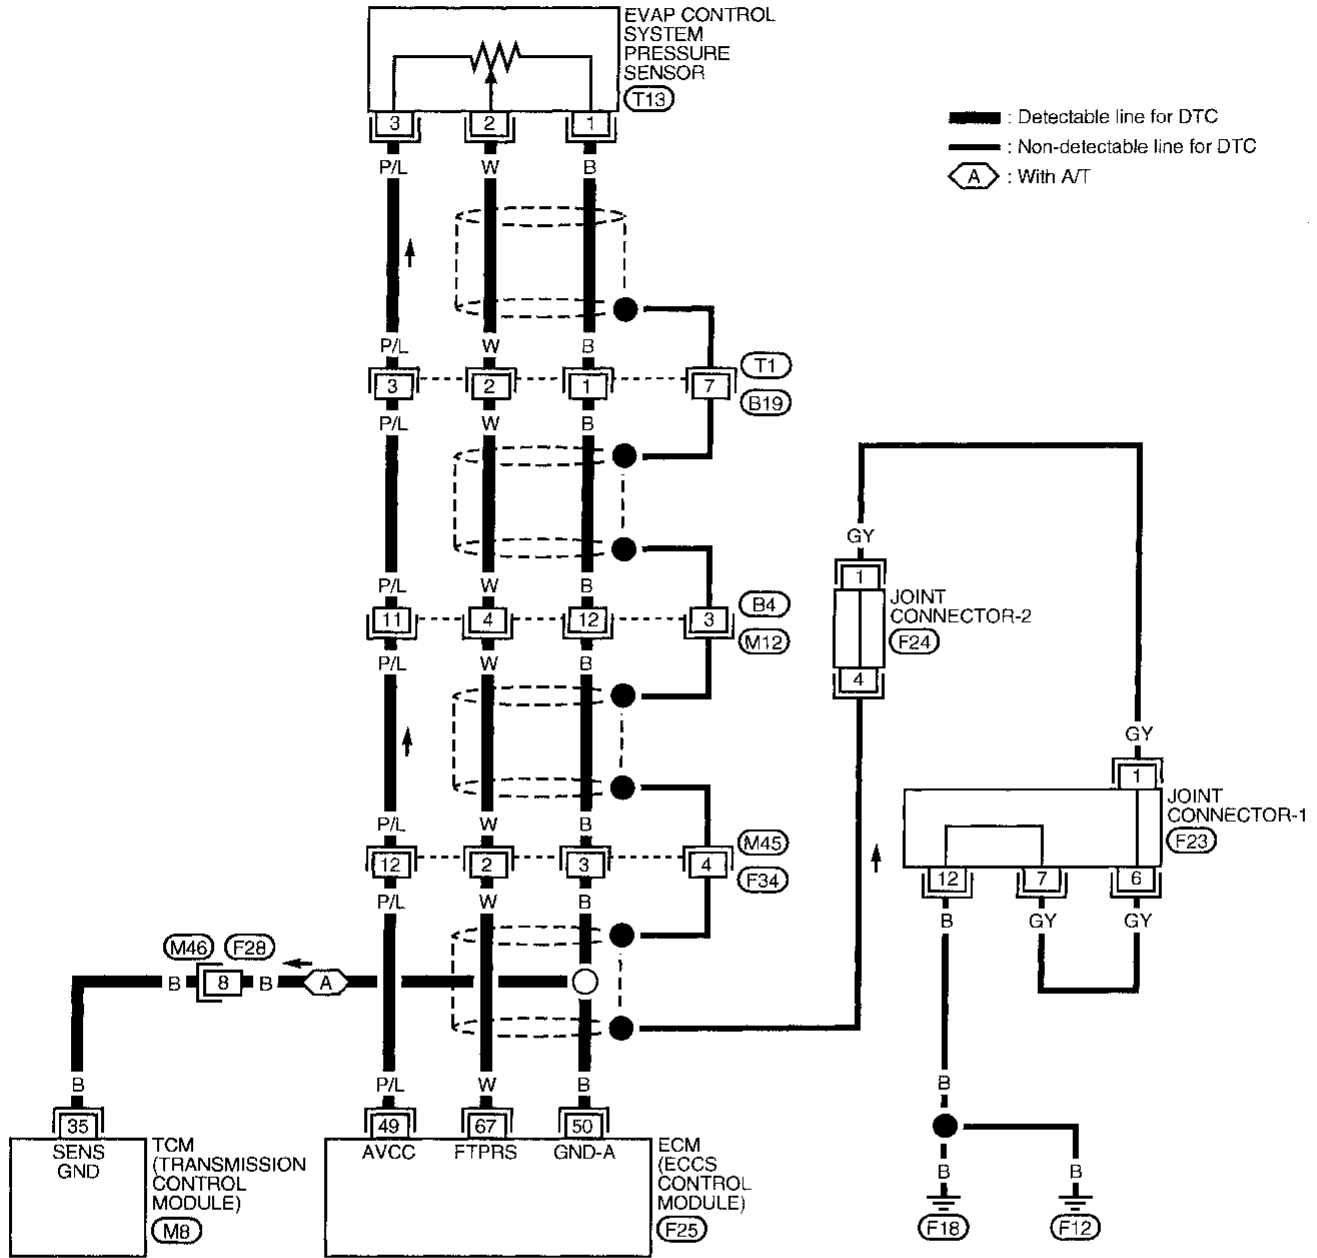 EVAP CONTROL
SYSTEM
PRESSURE
SENSOR
T13
3 2 1
P/L W B
: Detectable line for DTC
: Non-detectable line for DTC
A : With A/T
P/L W B
3 2 1 7
T1
B19
P/L W B
GY
1
JOINT
CONNECTOR-2
F24
4
P/L W B
11 4 12 3
B4
M12
P/L W B
GY
1
JOINT
CONNECTOR-1
F23
12 7 6
B GY GY
P/L W B
12 2 3 4
M45
F34
P/L W B
M46 F28
B 8 B A
B P/L W B
35 49 67 50
SENS
GND
TCM
(TRANSMISSION
CONTROL
MODULE)
M8
AVCC FTPRS GND-A
ECM
(ECCS
CONTROL
MODULE)
F25
B
B B
F18 F12